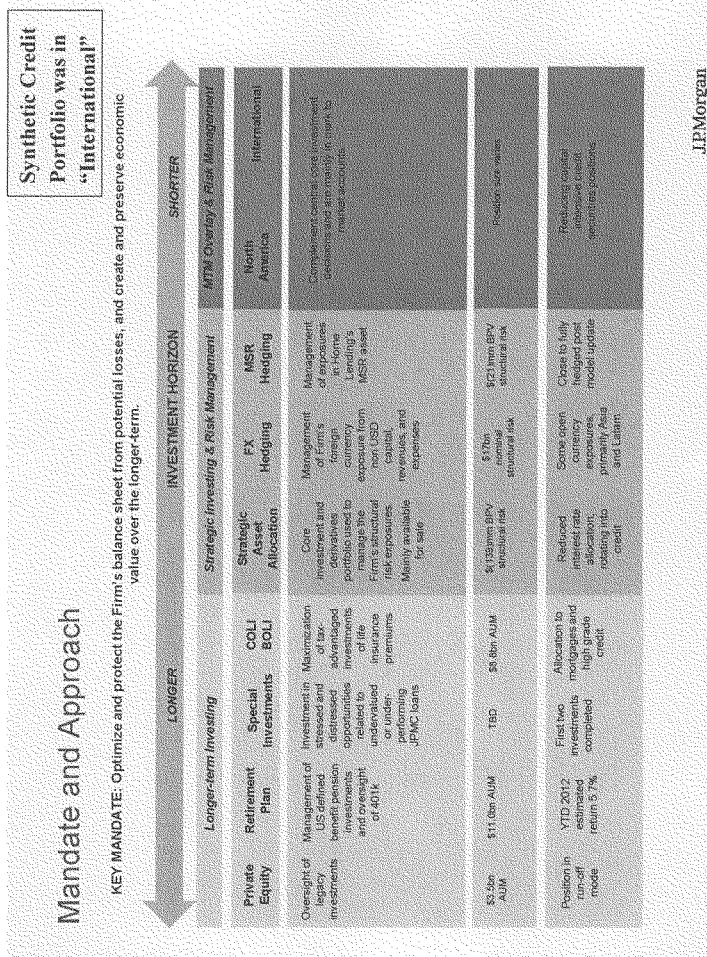 Synthetic Credit
Portfolio was in
“International”
Mandate and Approach
KEY MANDATE: Optimize and protect the Firm's balance sheet from potential losses, and create and preserve economic
value over the longer-term.
LONGER
INVESTMENT HORIZON
SHORTER
Longer-term Investing
Strategic Investing & Risk Management
MTM Overlay & Risk Management
Private
Equity
Retirement
Plan
Special
Investments
COLI
BOLI
Strategic
Asset
Allocation
FX
Hedging
MSR
Hedging
North
America
International
Oversight of
legacy
investments
Management of
US defined
benefit pension
investments
and oversight
of 401k
Investment in
stressed and
distressed
opportunities
related to
undervalued
or under-
performing
JPMC loans
Maximization
of tax-
advantaged
investments
of life
insurance
premiums
Core
investment and
derivatives
portfolio used to
manage the
Firm's structural
risk exposures
Mainly available
for sale
Management
of Firm's
foreign
currency
exposure from
non USD
capital,
revenues, and
expenses
Management
of exposures
in Home
Lending's
MSR asset
Complement central core investment
decisions and are mainly in mark to
market accounts
$3.5bn
AUM
$11.0bn AUM
TBD
$8.8bn AUM
BPV
structural risk
$17bn
nominal
structural risk
$(21)mm BPV
structural risk
Position size varies
Position in
run-off
mode
YTD 2012
estimated
return 5.7%
First two
investments
completed
Allocation to
mortgages and
high grade
credit
Reduced
interest rate
allocation;
rotating into
credit
Some open
currency
exposures,
primarily Asia
and Latam
Close to fully
hedged post
model update
Reducing capital
intensive credit
securitized positions
J.P.Morgan